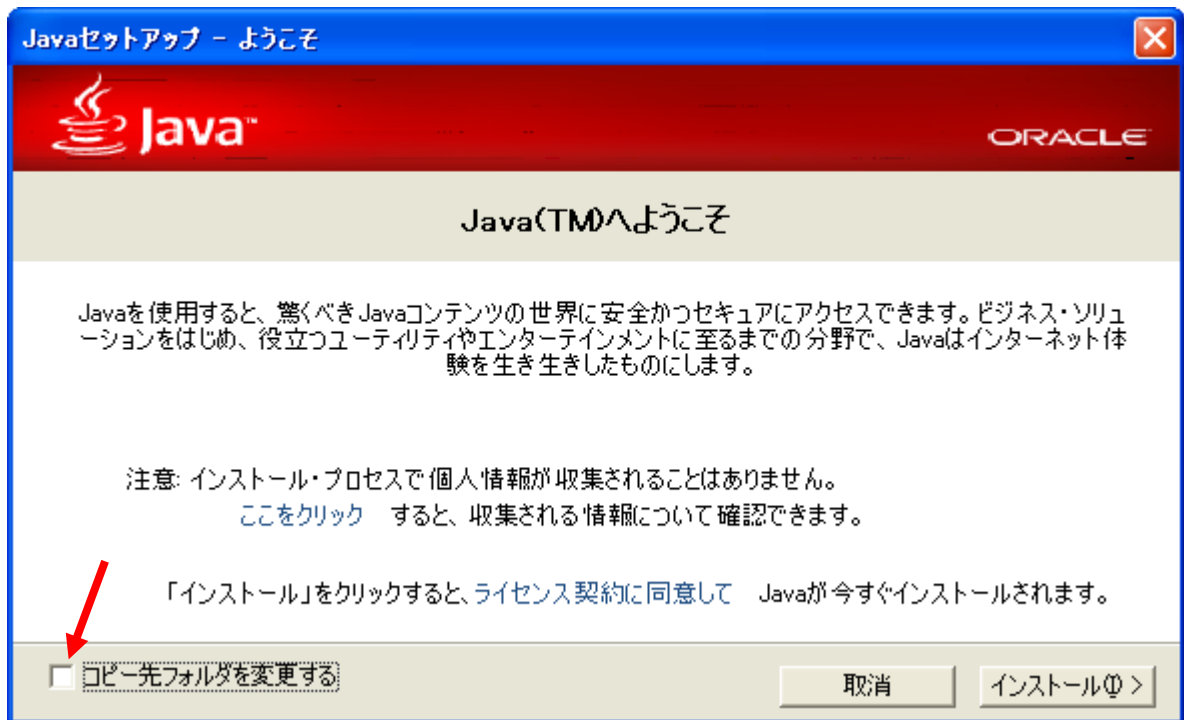 Javaセットアップ - ようこそ
Java™
ORACLE
Java(TM)へようこそ
Javaを使用すると、驚くべきJavaコンテンツの世界に安全かつセキュアにアクセスできます。ビジネス・ソリュ
ーションをはじめ、役立つユーティリティやエンターテインメントに至るまでの分野で、Javaはインターネット体
験を生き生きしたものにします。
注意: インストール・プロセスで個人情報が収集されることはありません。
ここをクリック すると、収集される情報について確認できます。
「インストール」をクリックすると、ライセンス契約に同意して Javaが今すぐインストールされます。
コピー先フォルダを変更する
取消
インストール(I) >